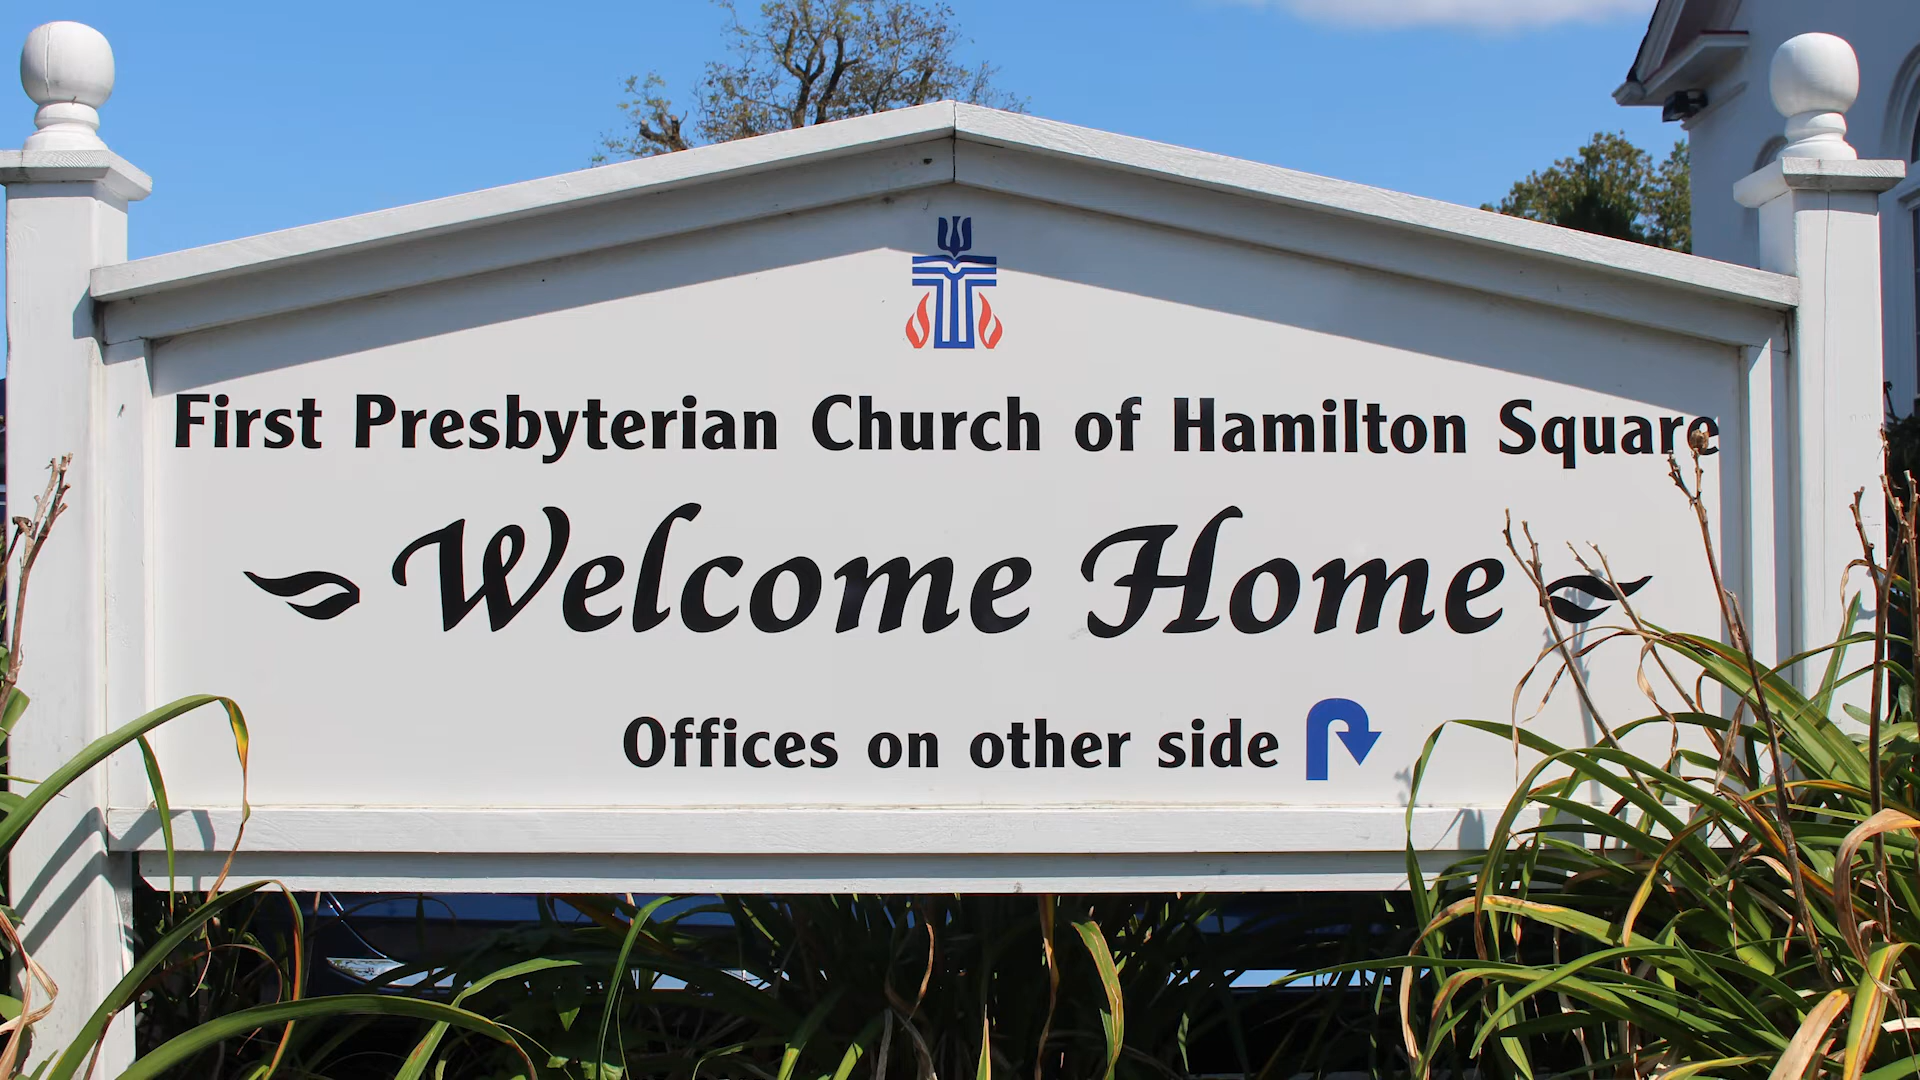 First Presbyterian Church of Hamilton Square
Welcome Home
Offices on other side